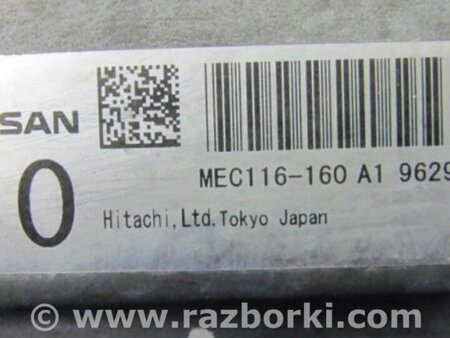 SAN
MEC116-160 A1 9629
0
Hitachi,Ltd.Tokyo Japan
www.razborki.com